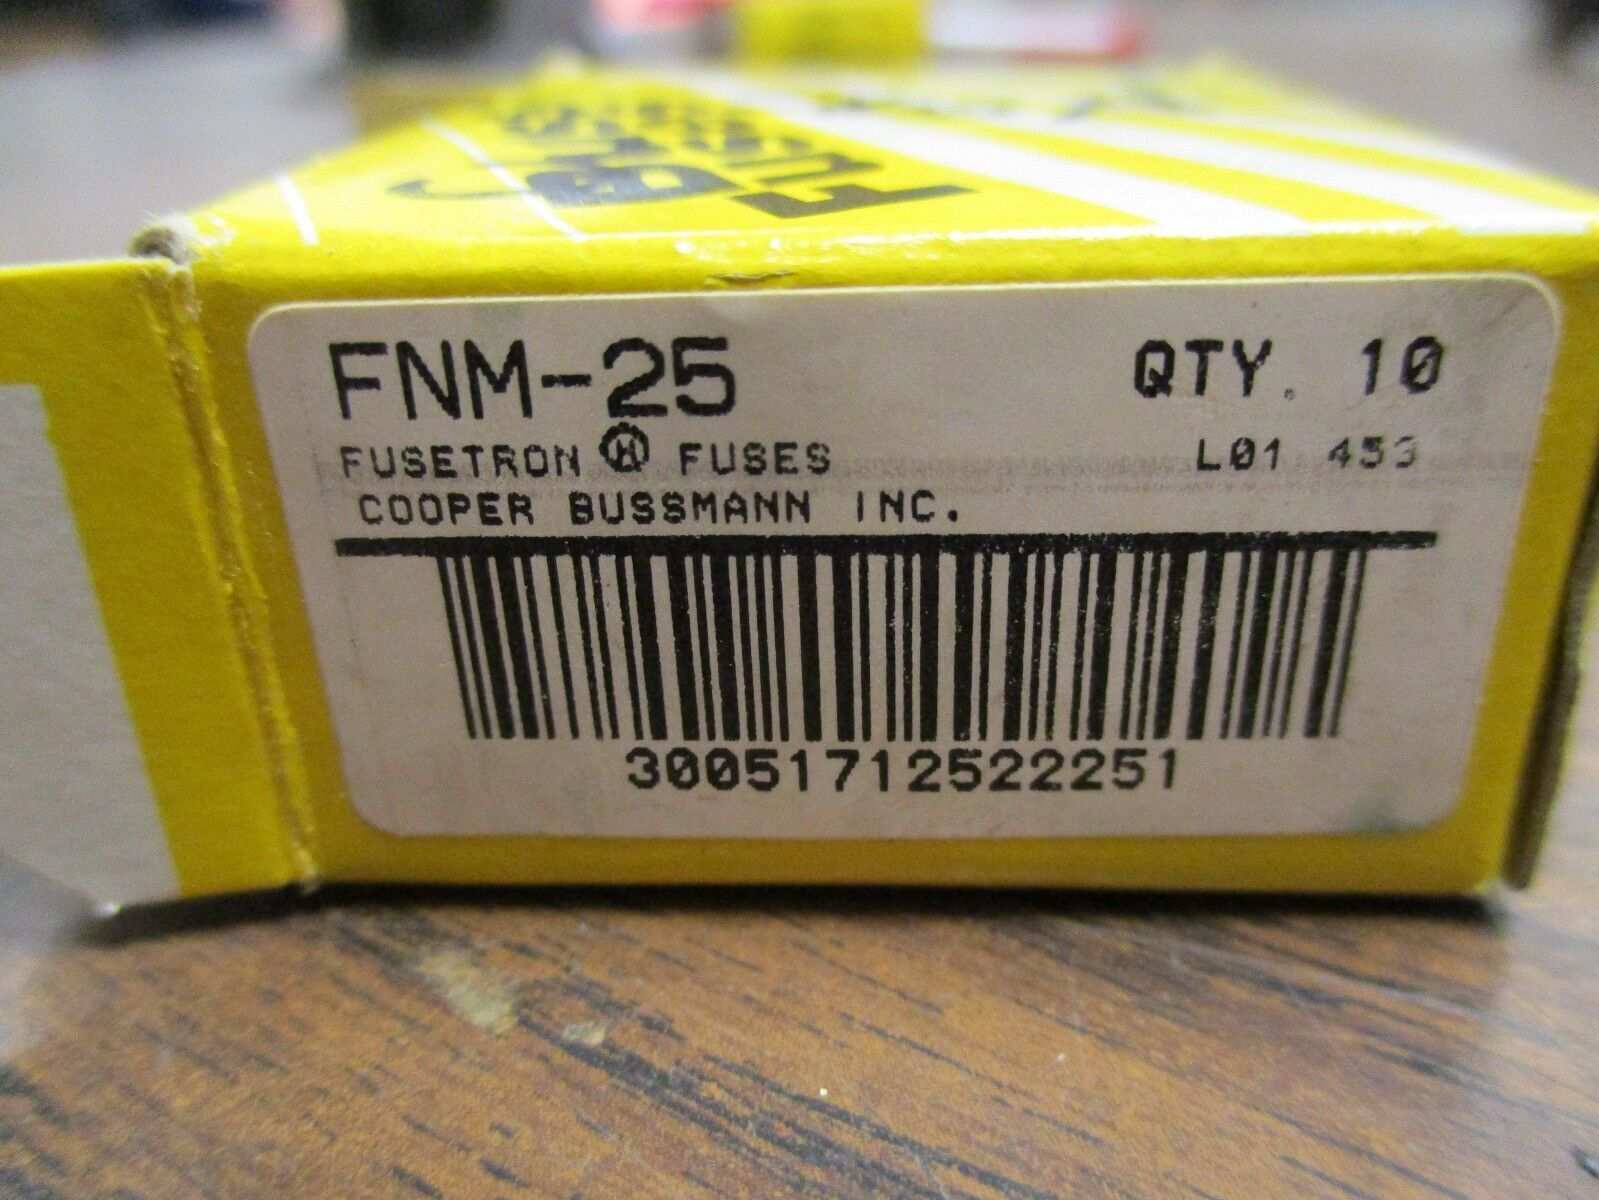 FNM-25
QTY. 10
FUSETRON ® FUSES
L01 453
COOPER BUSSMANN INC.
30051712522251